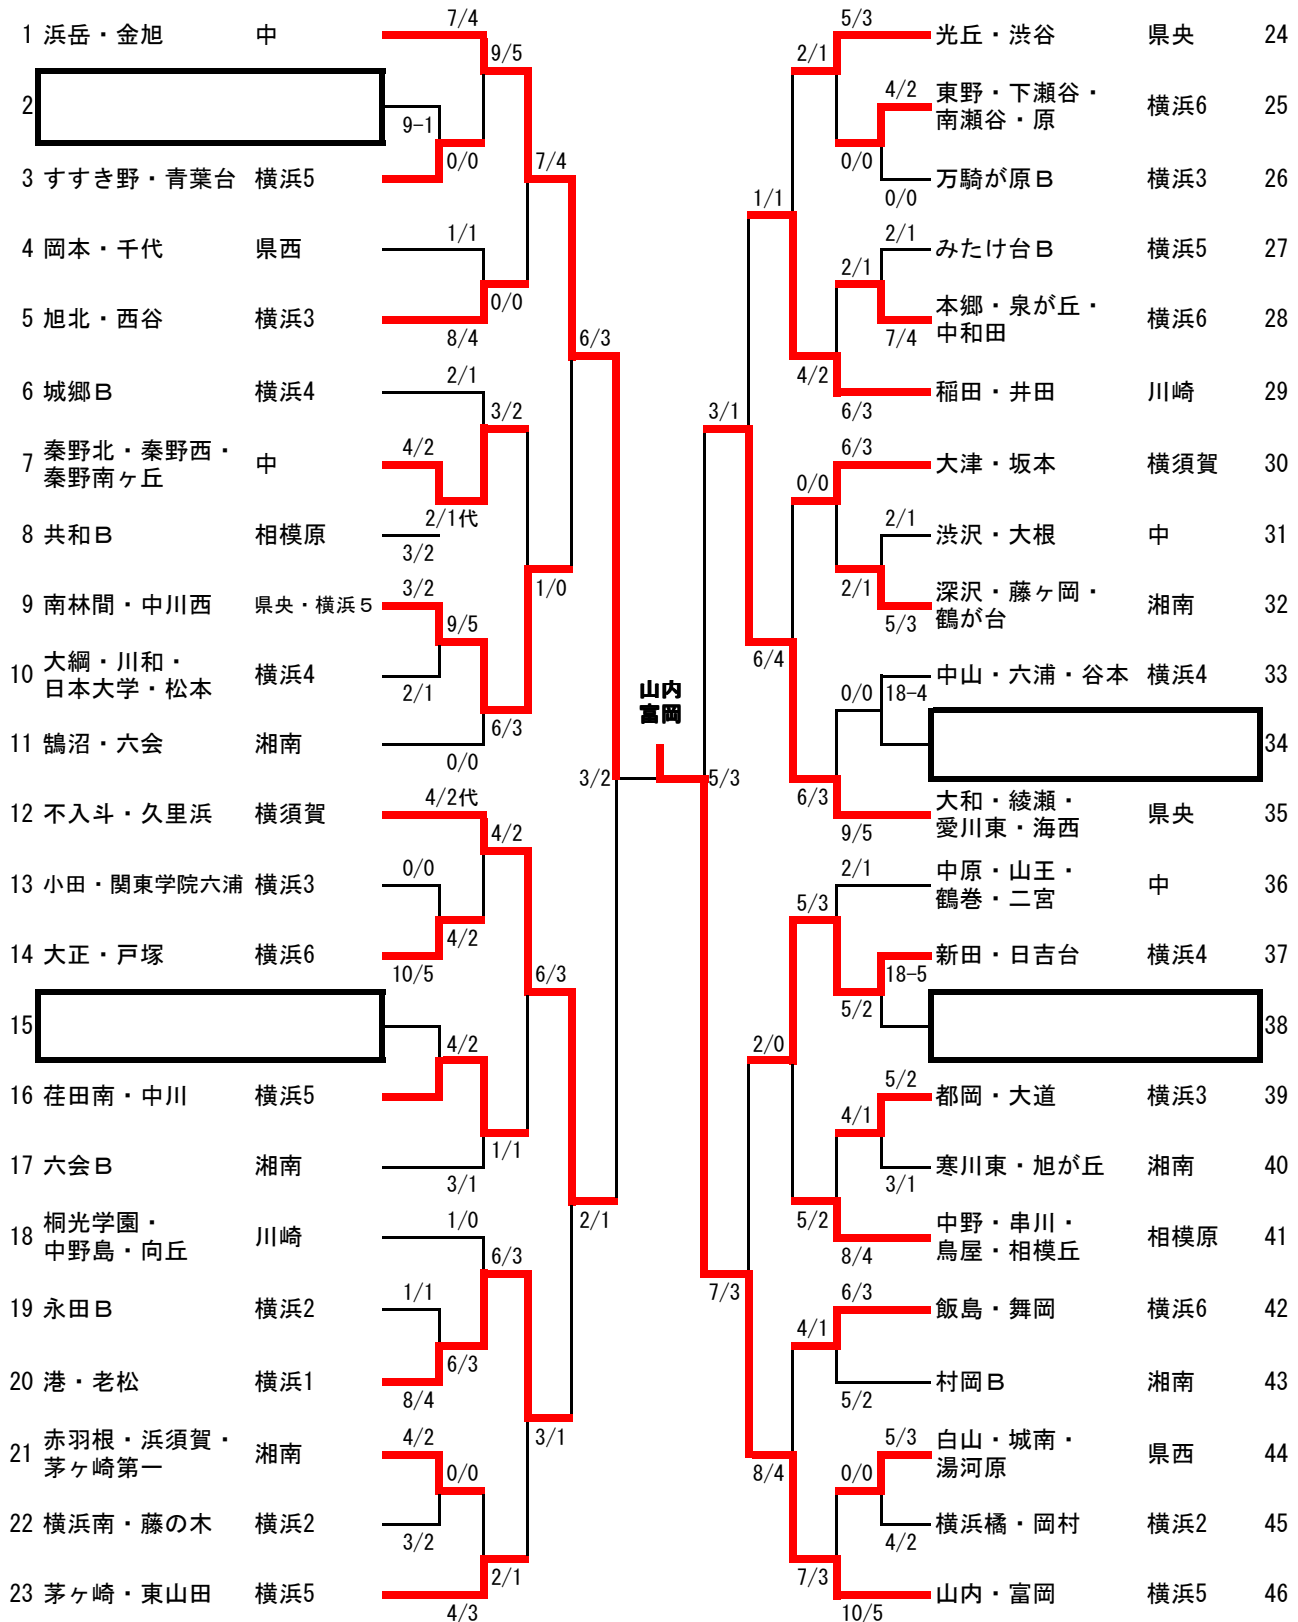 7/4
1 浜岳・金旭 中
9/5
2
9-1
0/0
3 すすき野・青葉台 横浜5
7/4
1/1
4 岡本・千代 県西
0/0
5 旭北・西谷 横浜3
8/4
6/3
2/1
6 城郷B 横浜4
3/2
4/2
7 秦野北・秦野西・
秦野南ヶ丘 中
2/1代
8 共和B 相模原
3/2
1/0
3/2
9 南林間・中川西 県央・横浜5
9/5
10 大綱・川和・
日本大学・松本 横浜4
2/1
6/3
11 鵠沼・六会 湘南
0/0
3/2
4/2代
12 不入斗・久里浜 横須賀
4/2
0/0
13 小田・関東学院六浦 横浜3
4/2
14 大正・戸塚 横浜6
10/5
6/3
15
4/2
16 荏田南・中川 横浜5
1/1
17 六会B 湘南
3/1
2/1
1/0
18 桐光学園・
中野島・向丘 川崎
6/3
1/1
19 永田B 横浜2
6/3
20 港・老松 横浜1
8/4
3/1
4/2
21 赤羽根・浜須賀・
茅ヶ崎第一 湘南
0/0
22 横浜南・藤の木 横浜2
3/2
2/1
23 茅ヶ崎・東山田 横浜5
4/3
山内
富岡
5/3
光丘・渋谷 県央 24
2/1
4/2
東野・下瀬谷・
南瀬谷・原 横浜6 25
0/0
万騎が原B 横浜3 26
0/0
1/1
2/1
みたけ台B 横浜5 27
2/1
本郷・泉が丘・
中和田 横浜6 28
7/4
4/2
稲田・井田 川崎 29
6/3
3/1
6/3
大津・坂本 横須賀 30
0/0
2/1
渋沢・大根 中 31
2/1
深沢・藤ヶ岡・
鶴が台 湘南 32
5/3
6/4
中山・六浦・谷本 横浜4 33
0/0
18-4
34
6/3
大和・綾瀬・
愛川東・海西 県央 35
9/5
5/3
2/1
中原・山王・
鶴巻・二宮 中 36
5/3
新田・日吉台 横浜4 37
18-5
5/2
38
2/0
5/2
都岡・大道 横浜3 39
4/1
寒川東・旭が丘 湘南 40
3/1
5/2
中野・串川・
鳥屋・相模丘 相模原 41
8/4
7/3
6/3
飯島・舞岡 横浜6 42
4/1
村岡B 湘南 43
5/2
8/4
5/3
白山・城南・
湯河原 県西 44
0/0
横浜橘・岡村 横浜2 45
4/2
7/3
山内・富岡 横浜5 46
10/5